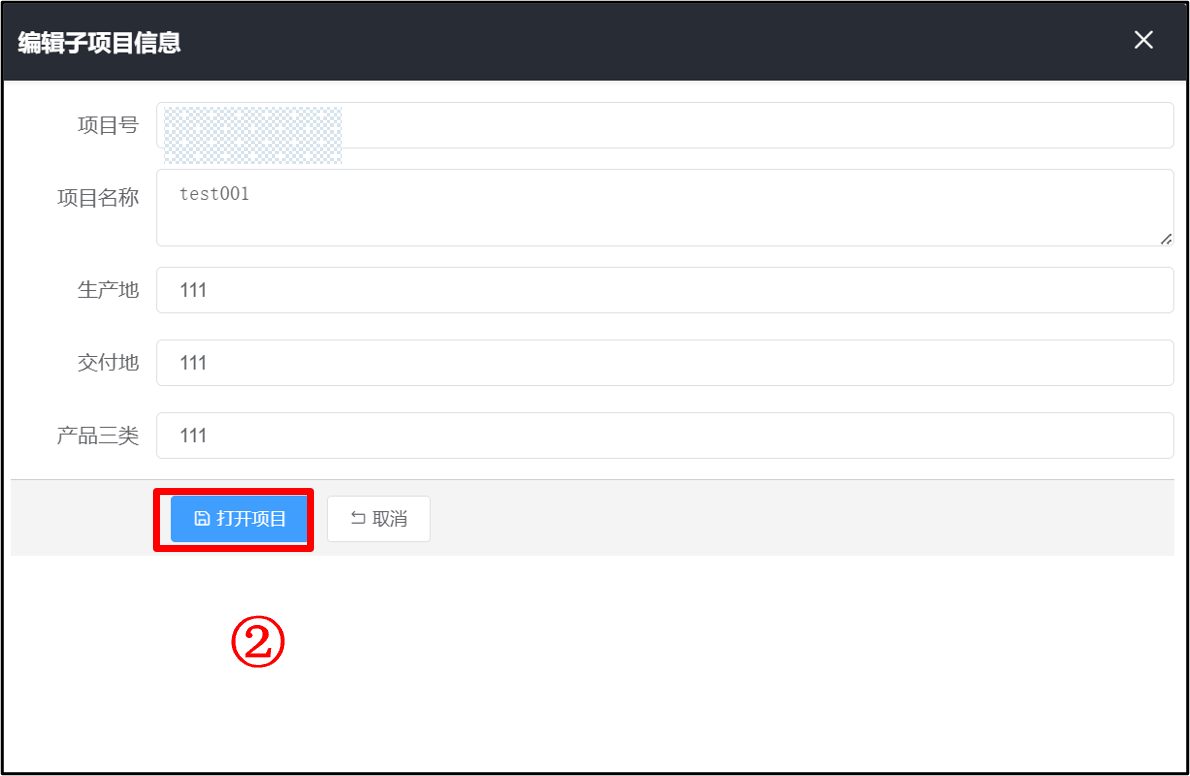 编辑子项目信息
项目号
项目名称 test001
生产地 111
交付地 111
产品三类 111
打开项目 取消
②